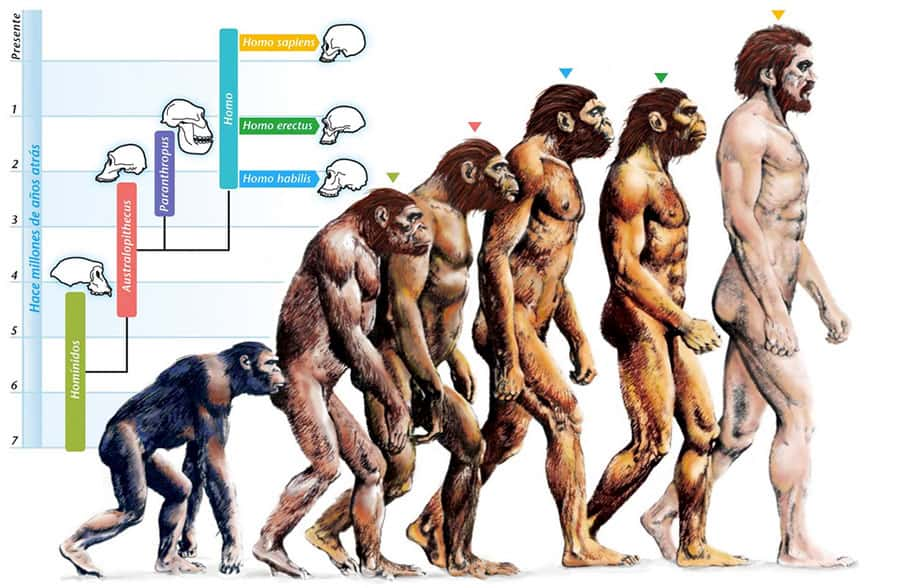 Presente
1
2
3
4
5
6
7
Hace millones de años atrás
Homínidos
Australopithecus
Paranthropus
Homo
Homo sapiens
Homo erectus
Homo habilis